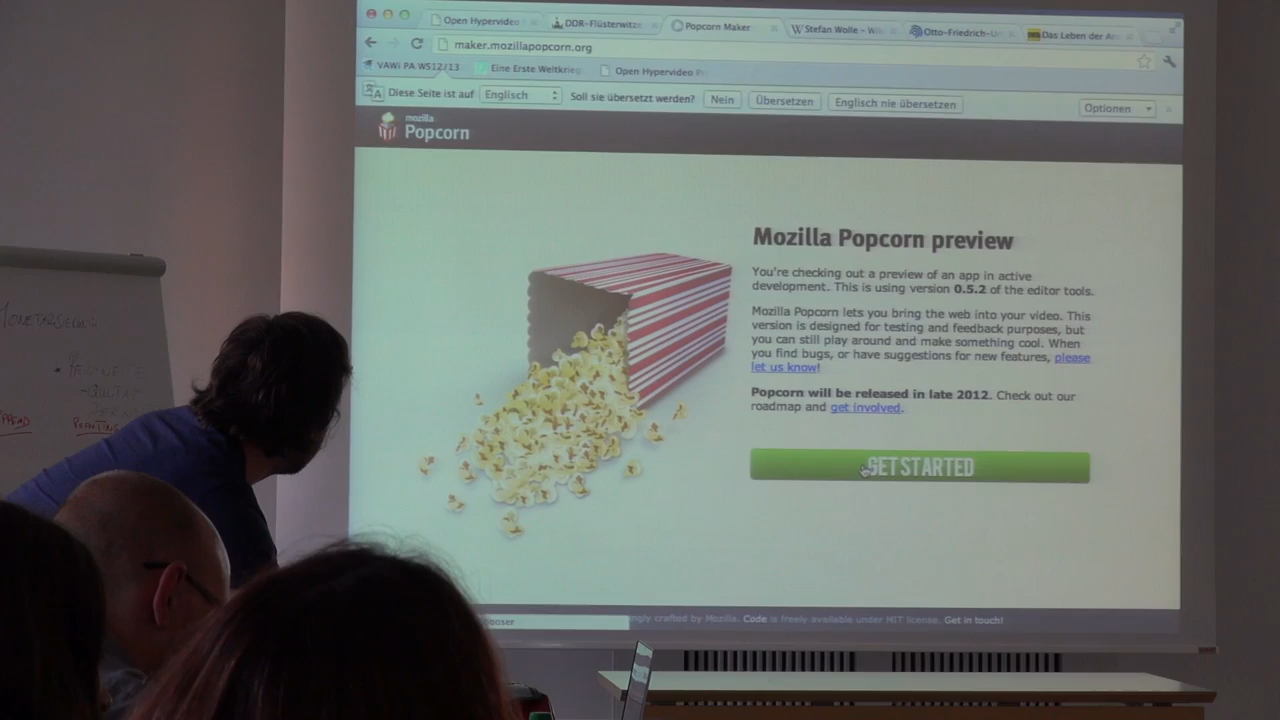 Open Hypervideo
DDR-Flüsterwitze
Popcorn Maker
Stefan Wolle - Wik
Otto-Friedrich-Un
Das Leben der An
maker.mozillapopcorn.org
VAWi PA WS12/13
Eine Erste Weltkrieg
Open Hypervideo Pr
Diese Seite ist auf
Englisch
Soll sie übersetzt werden?
Nein
Übersetzen
Englisch nie übersetzen
Optionen
mozilla
Popcorn
Mozilla Popcorn preview
You're checking out a preview of an app in active
development. This is using version 0.5.2 of the editor tools.
Mozilla Popcorn lets you bring the web into your video. This
version is designed for testing and feedback purposes, but
you can still play around and make something cool. When
you find bugs, or have suggestions for new features, please
let us know!
Popcorn will be released in late 2012. Check out our
roadmap and get involved.
GET STARTED
ngly crafted by Mozilla. Code is freely available under MIT license. Get in touch!